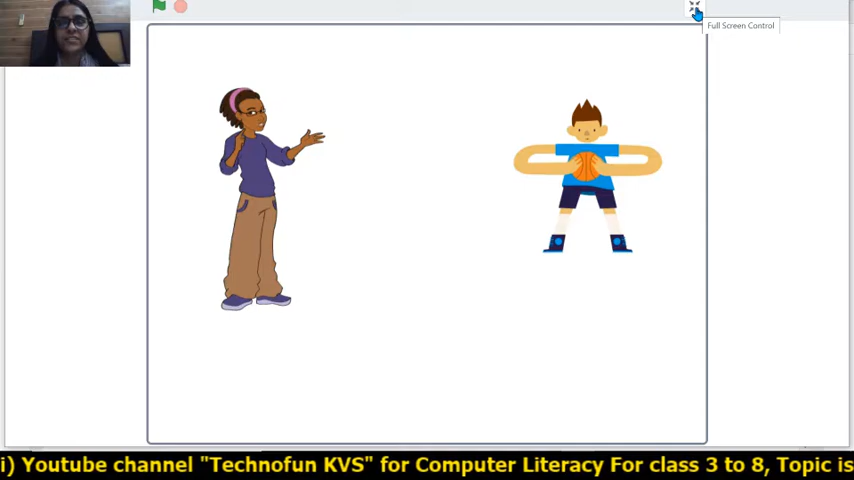 Full Screen Control
i) Youtube channel "Technofun KVS" for Computer Literacy For class 3 to 8, Topic is